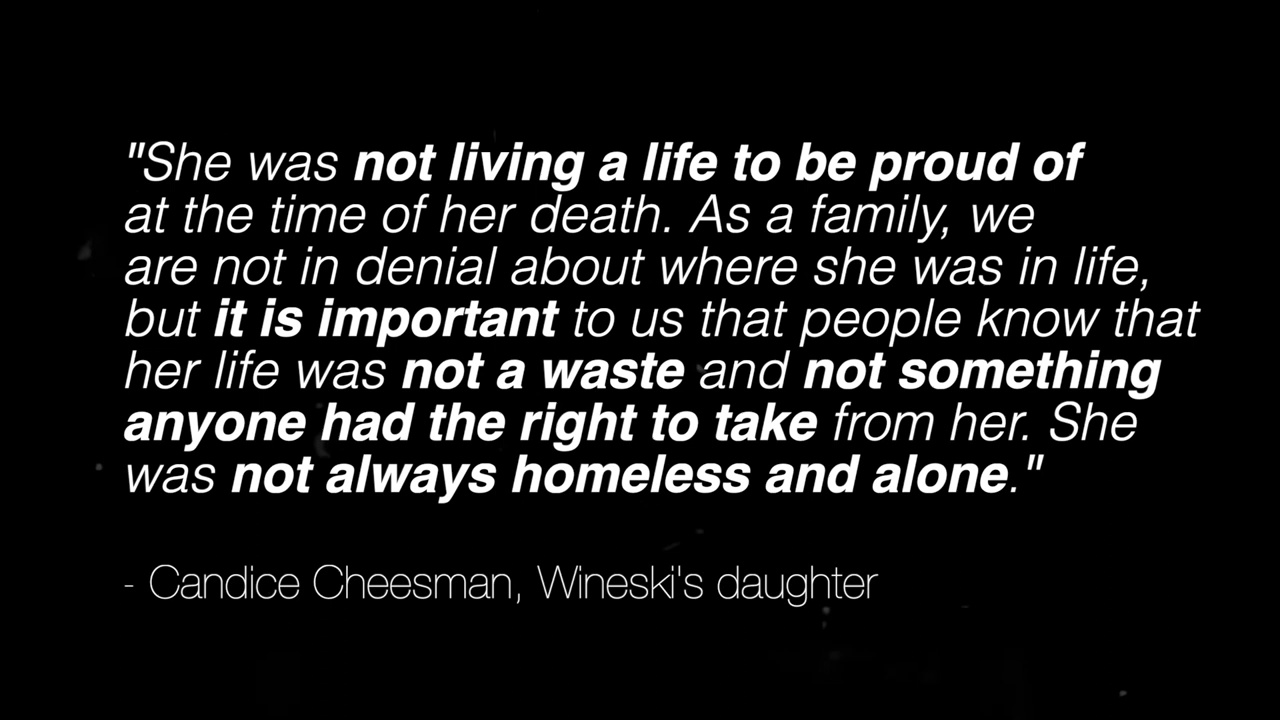 "She was not living a life to be proud of
at the time of her death. As a family, we
are not in denial about where she was in life,
but it is important to us that people know that
her life was not a waste and not something
anyone had the right to take from her. She
was not always homeless and alone."
- Candice Cheesman, Wineski's daughter